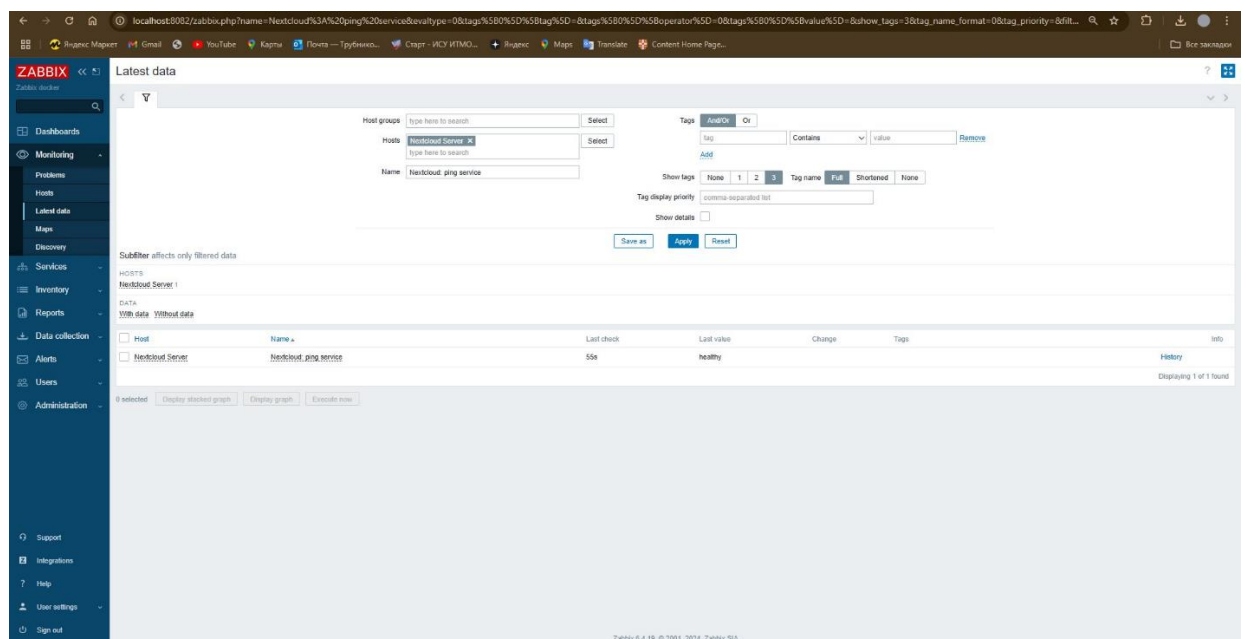 localhost:8082/zabbix.php?name=Nextcloud%3A%20ping%20service&evaltype=0&tags%5B0%5D%5Btag%5D=&tags%5B0%5D%5Boperator%5D=0&tags%5B0%5D%5Bvalue%5D=&show_tags=3&tag_name_format=0&tag_priority=&filt...
Яндекс Маркет Gmail YouTube Карты Почта — Трубнико... Старт - ИСУ ИТМО... Яндекс Maps Translate Content Home Page... Все закладки
ZABBIX
Zabbix docker
Dashboards
Monitoring
Problems
Hosts
Latest data
Maps
Discovery
Services
Inventory
Reports
Data collection
Alerts
Users
Administration
Support
Integrations
Help
User settings
Sign out
Latest data ?
Host groups type here to search Select Tags And/Or Or
Hosts Nextcloud Server Select tag Contains value Remove
type here to search Add
Name Nextcloud: ping service Show tags None 1 2 3 Tag name Full Shortened None
Tag display priority comma-separated list
Show details
Save as Apply Reset
Subfilter affects only filtered data
HOSTS
Nextcloud Server 1
DATA
With data Without data
Host Name Last check Last value Change Tags Info
Nextcloud Server Nextcloud: ping service 55s healthy History
Displaying 1 of 1 found
0 selected Display stacked graph Display graph Execute now
Zabbix 6.4.19. © 2001–2024, Zabbix SIA